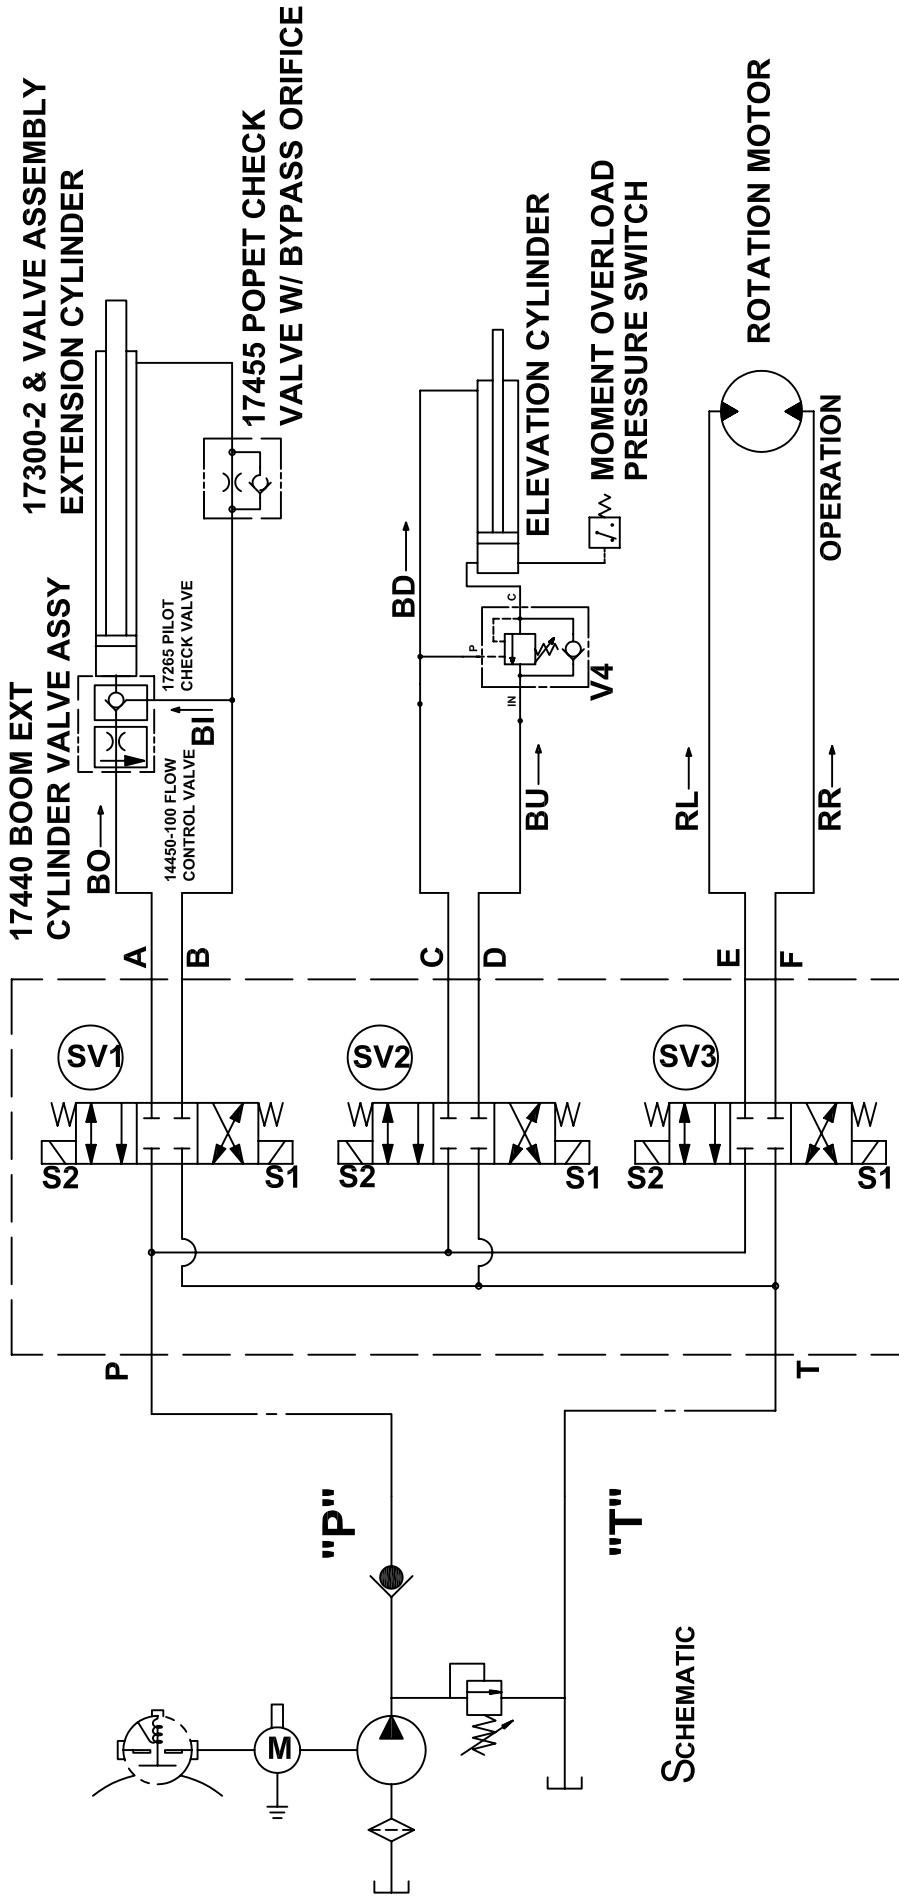 17440 BOOM EXT
CYLINDER VALVE ASSY
17300-2 & VALVE ASSEMBLY
EXTENSION CYLINDER
BO
14450-100 FLOW
CONTROL VALVE
BI
17265 PILOT
CHECK VALVE
17455 POPET CHECK
VALVE W/ BYPASS ORIFICE
A
B
SV1
S2
S1
BD
ELEVATION CYLINDER
MOMENT OVERLOAD
PRESSURE SWITCH
P
C
IN
V4
BU
C
D
SV2
S2
S1
ROTATION MOTOR
OPERATION
RL
RR
E
F
SV3
S2
S1
P
T
"P"
"T"
M
SCHEMATIC